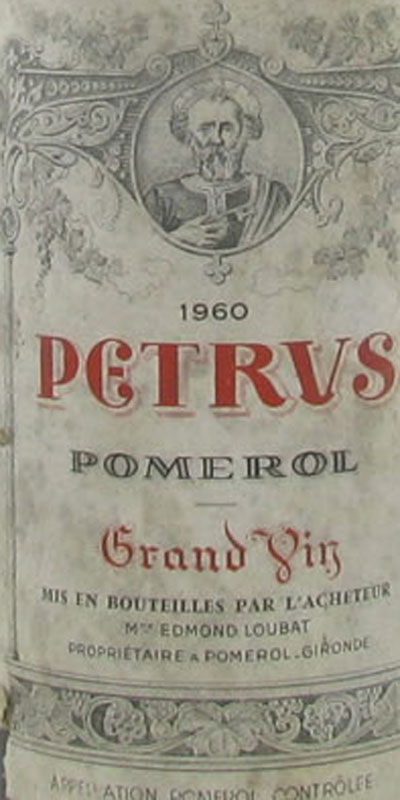 1960
PETRVS
POMEROL
Grand Vin
MIS EN BOUTEILLES PAR L'ACHETEUR
Mme EDMOND LOUBAT
PROPRIÉTAIRE A POMEROL-GIRONDE
APPELLATION POMEROL CONTRÔLÉE